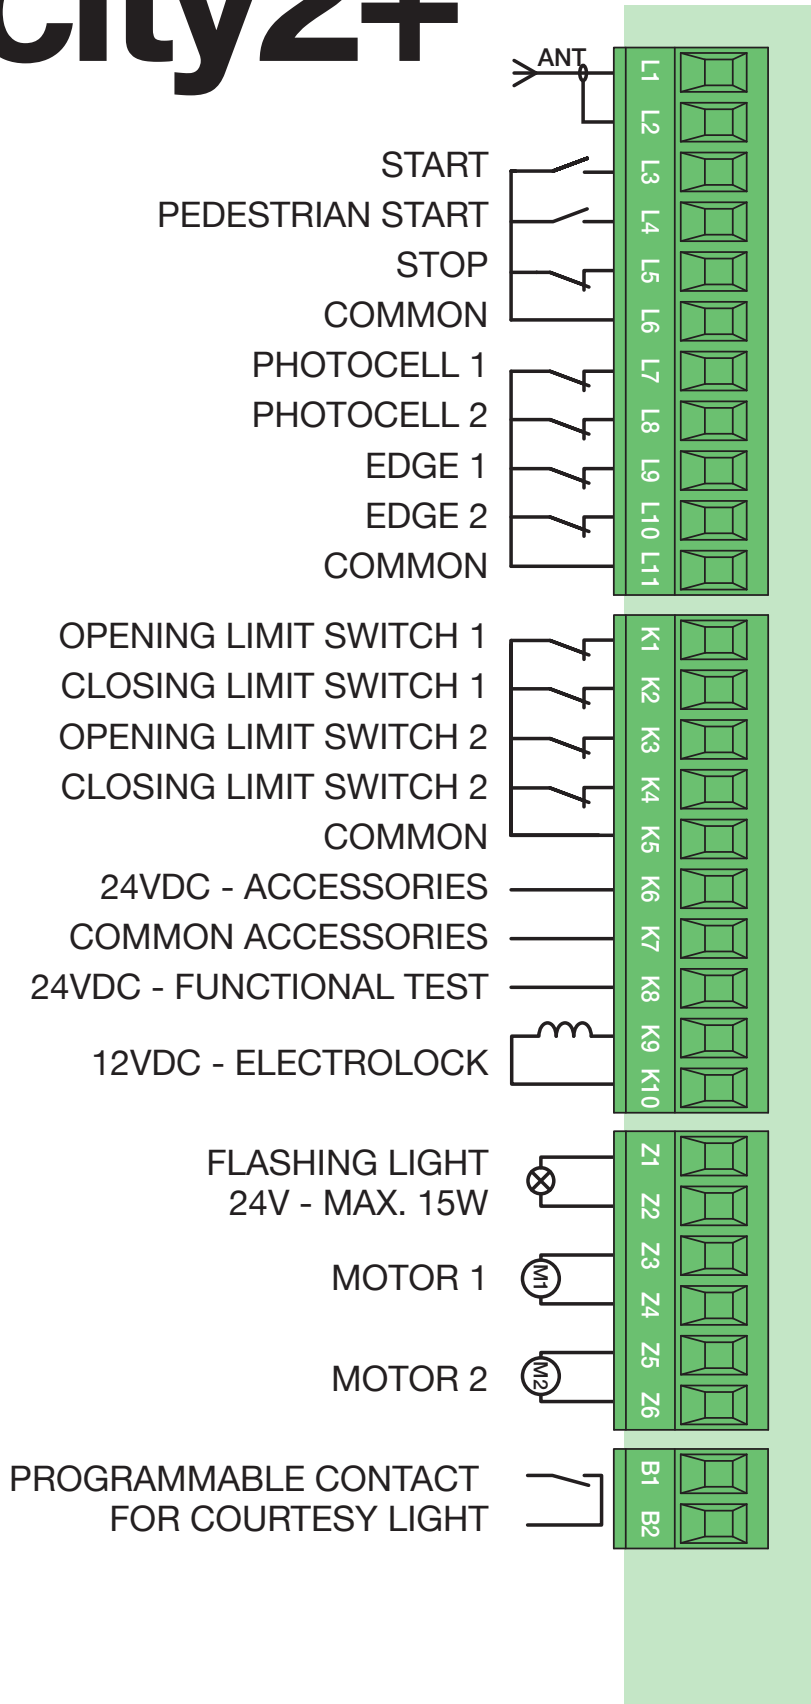 city2+
ANT
L1
L2
START L3
PEDESTRIAN START L4
STOP L5
COMMON L6
PHOTOCELL 1 L7
PHOTOCELL 2 L8
EDGE 1 L9
EDGE 2 L10
COMMON L11
OPENING LIMIT SWITCH 1 K1
CLOSING LIMIT SWITCH 1 K2
OPENING LIMIT SWITCH 2 K3
CLOSING LIMIT SWITCH 2 K4
COMMON K5
24VDC - ACCESSORIES K6
COMMON ACCESSORIES K7
24VDC - FUNCTIONAL TEST K8
K9
12VDC - ELECTROLOCK
K10
FLASHING LIGHT Z1
24V - MAX. 15W Z2
Z3
MOTOR 1 M1
Z4
Z5
MOTOR 2 M2
Z6
PROGRAMMABLE CONTACT B1
FOR COURTESY LIGHT B2